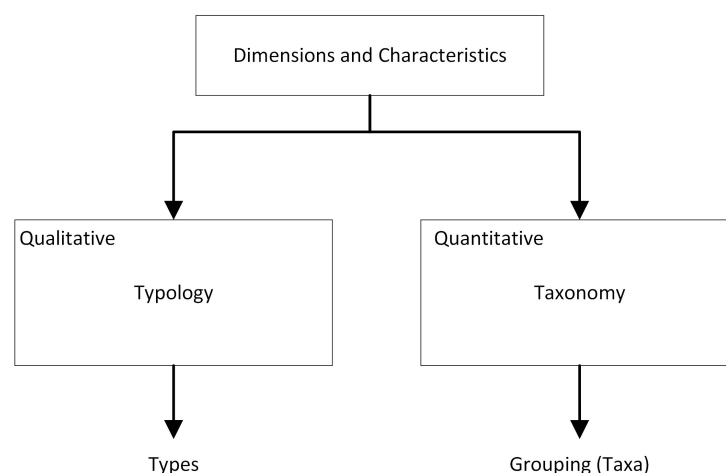 Dimensions and Characteristics
Qualitative
Typology
Quantitative
Taxonomy
Types
Grouping (Taxa)